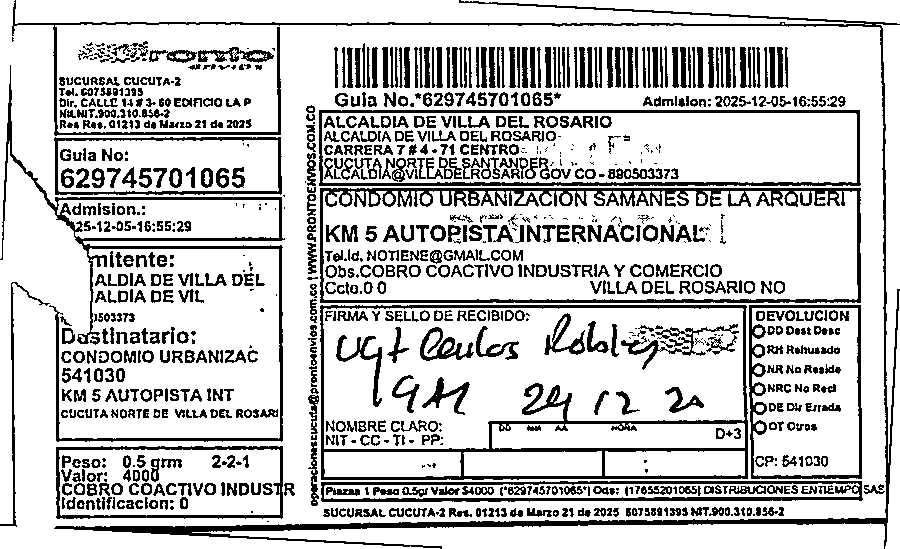 Pronto
envios
SUCURSAL CUCUTA-2
Tel. 6075891395
Dir. CALLE 14 # 3- 60 EDIFICIO LA P
Nit.NIT.900.310.856-2
Res Res. 01213 de Marzo 21 de 2025
Guia No:
629745701065
Admision.:
25-12-05-16:55:29
mitente:
ALDIA DE VILLA DEL
ALDIA DE VIL
503373
Destinatario:
CONDOMIO URBANIZAC
541030
KM 5 AUTOPISTA INT
CUCUTA NORTE DE VILLA DEL ROSARI
Peso: 0.5 grm 2-2-1
Valor: 4000
COBRO COACTIVO INDUSTR
Identificacion: 0
operacionescucuta@prontoenvios.com.co | WWW.PRONTOENVIOS.COM.CO
Guia No.*629745701065*
Admision: 2025-12-05-16:55:29
ALCALDIA DE VILLA DEL ROSARIO
ALCALDIA DE VILLA DEL ROSARIO
CARRERA 7 # 4 - 71 CENTRO
CUCUTA NORTE DE SANTANDER
ALCALDIA@VILLADELROSARIO GOV CO - 890503373
CONDOMIO URBANIZACION SAMANES DE LA ARQUERI
KM 5 AUTOPISTA INTERNACIONAL
Tel.Id. NOTIENE@GMAIL.COM
Obs.COBRO COACTIVO INDUSTRIA Y COMERCIO
Ccto.0 0 VILLA DEL ROSARIO NO
FIRMA Y SELLO DE RECIBIDO:
24 12 20
NOMBRE CLARO:
NIT - CC - TI - PP:
DD MM AA HORA
D+3
DEVOLUCION
DD Dest Desc
RH Rehusado
NR No Reside
NRC No Recl
DE Dir Errada
OT Otros
CP: 541030
Piezas 1 Peso 0.5gr Valor $4000 (*629745701065*) Ods: (17655201065) DISTRIBUCIONES ENTIEMPO SAS
SUCURSAL CUCUTA-2 Res. 01213 de Marzo 21 de 2025 6075891395 NIT.900.310.856-2